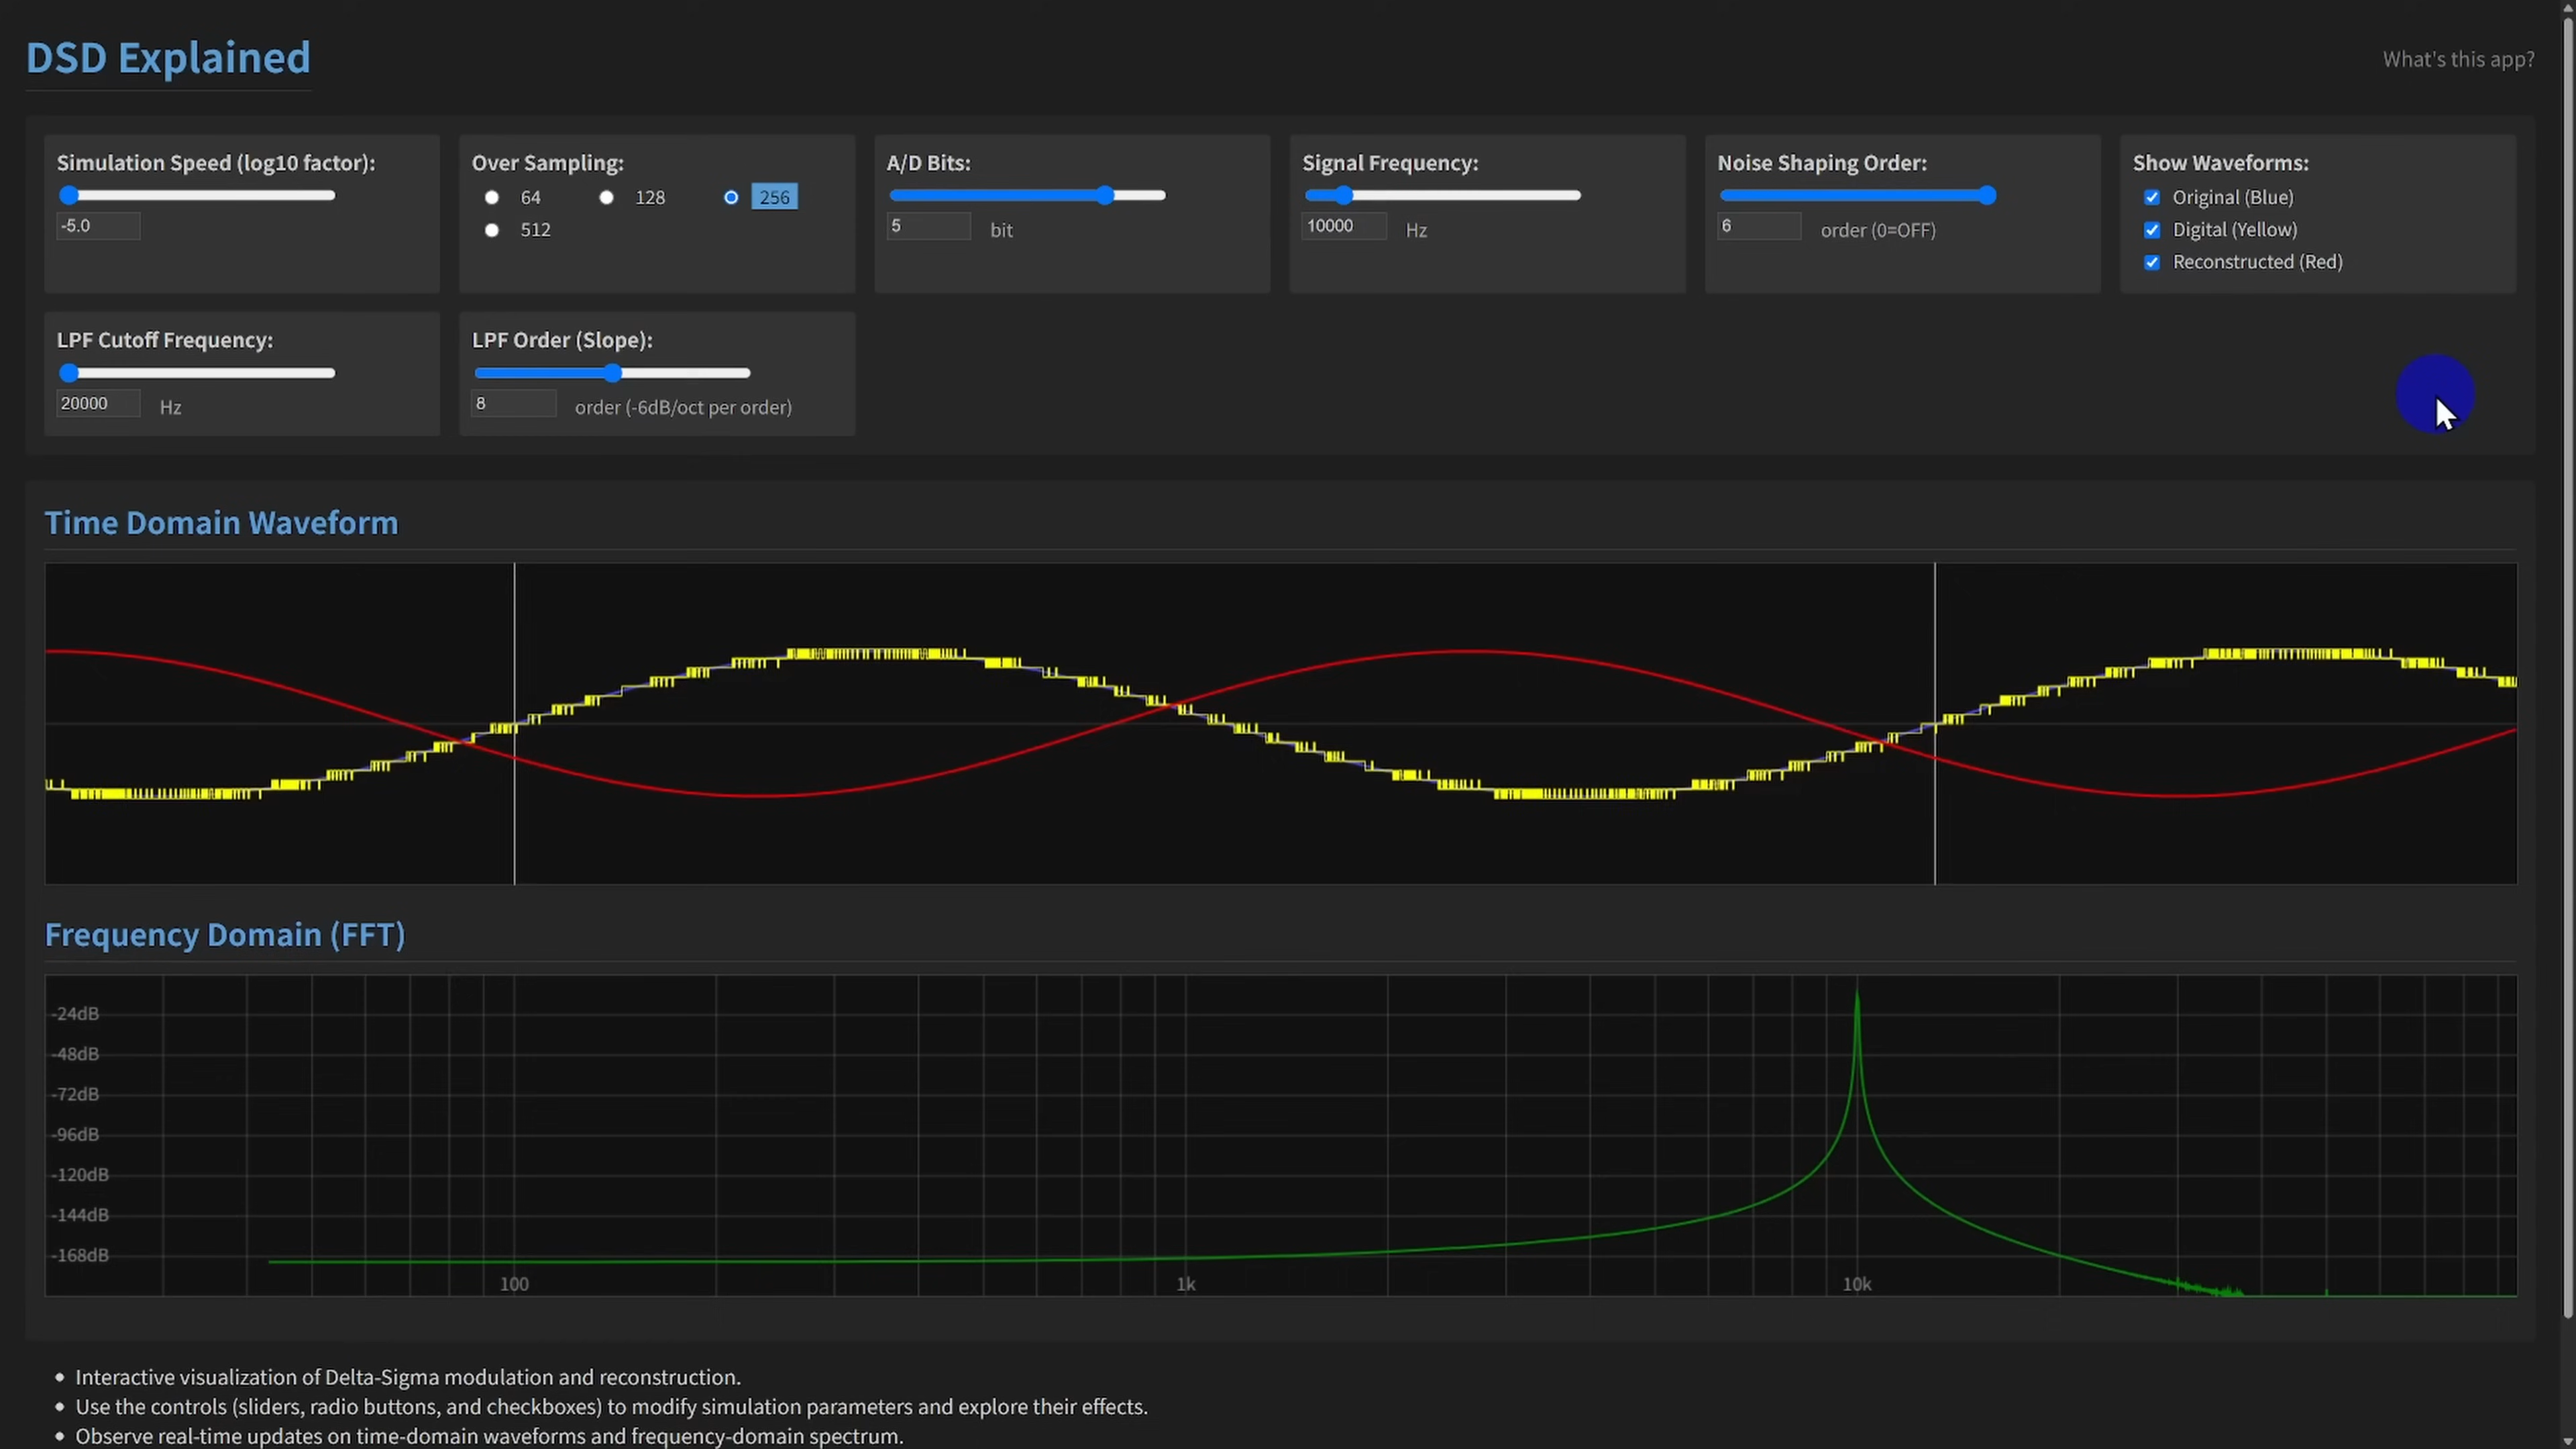 DSD Explained
What's this app?
Simulation Speed (log10 factor):
-5.0
Over Sampling:
64 128 256
512
A/D Bits:
5 bit
Signal Frequency:
10000 Hz
Noise Shaping Order:
6 order (0=OFF)
Show Waveforms:
Original (Blue)
Digital (Yellow)
Reconstructed (Red)
LPF Cutoff Frequency:
20000 Hz
LPF Order (Slope):
8 order (-6dB/oct per order)
Time Domain Waveform
Frequency Domain (FFT)
-24dB
-48dB
-72dB
-96dB
-120dB
-144dB
-168dB
100 1k 10k
Interactive visualization of Delta-Sigma modulation and reconstruction.
Use the controls (sliders, radio buttons, and checkboxes) to modify simulation parameters and explore their effects.
Observe real-time updates on time-domain waveforms and frequency-domain spectrum.